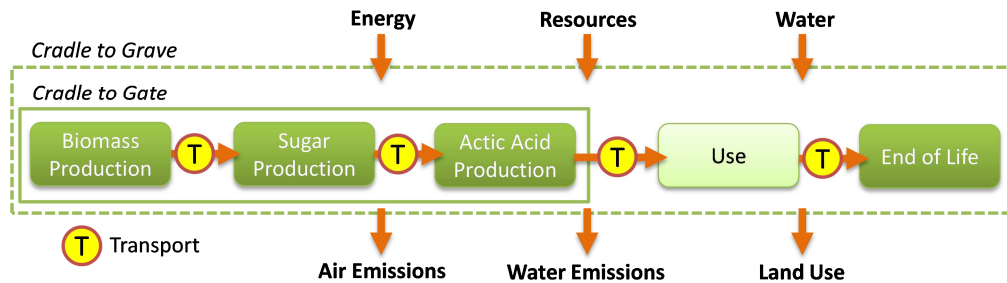 Energy
Resources
Water
Cradle to Grave
Cradle to Gate
Biomass
Production
T
Sugar
Production
T
Actic Acid
Production
T
Use
T
End of Life
T
Transport
Air Emissions
Water Emissions
Land Use